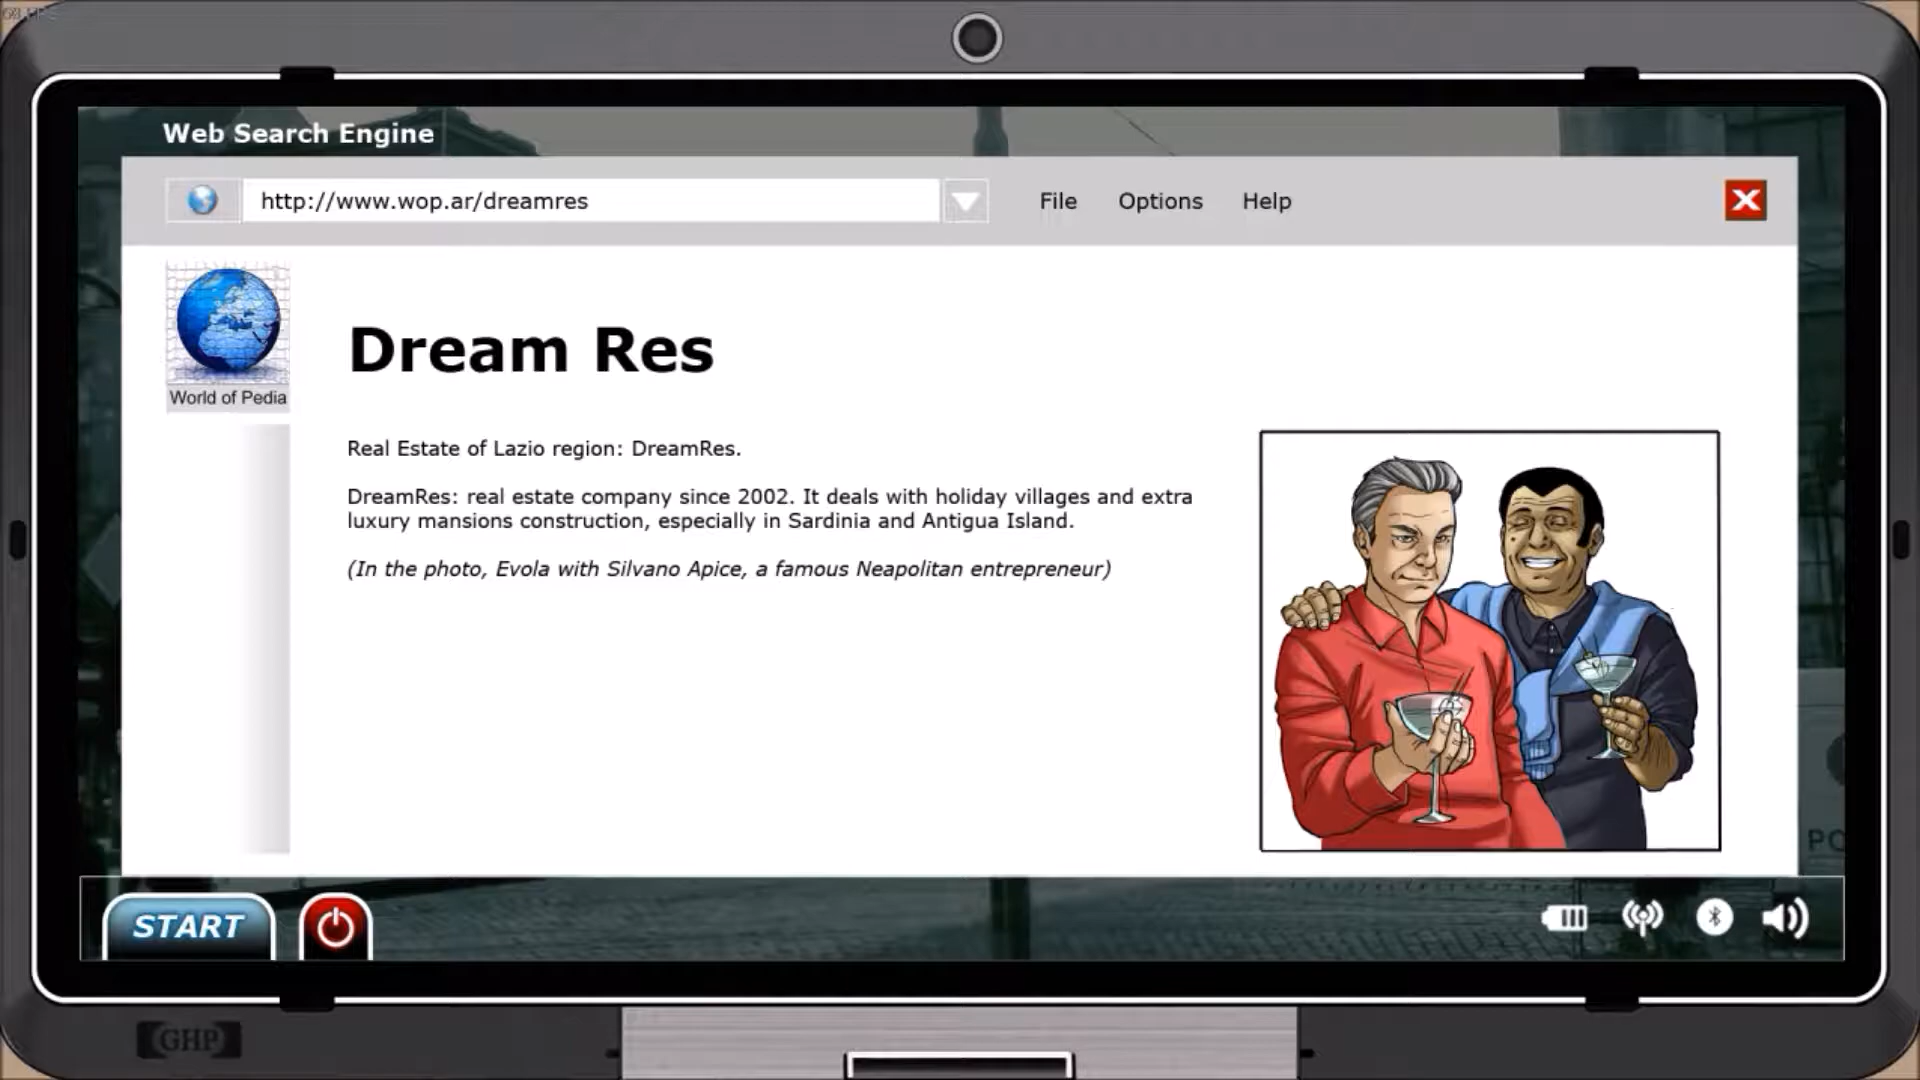 Web Search Engine
http://www.wop.ar/dreamres File Options Help
World of Pedia
Dream Res
Real Estate of Lazio region: DreamRes.
DreamRes: real estate company since 2002. It deals with holiday villages and extra
luxury mansions construction, especially in Sardinia and Antigua Island.
(In the photo, Evola with Silvano Apice, a famous Neapolitan entrepreneur)
START
GHP